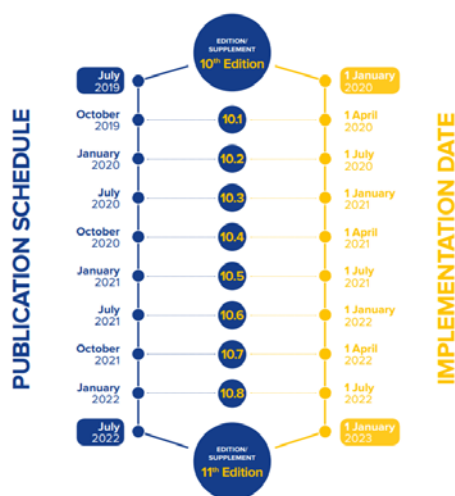 EDITION/
SUPPLEMENT
10th Edition
PUBLICATION SCHEDULE
IMPLEMENTATION DATE
July
2019
1 January
2020
October
2019
10.1
1 April
2020
January
2020
10.2
1 July
2020
July
2020
10.3
1 January
2021
October
2020
10.4
1 April
2021
January
2021
10.5
1 July
2021
July
2021
10.6
1 January
2022
October
2021
10.7
1 April
2022
January
2022
10.8
1 July
2022
July
2022
1 January
2023
EDITION/
SUPPLEMENT
11th Edition